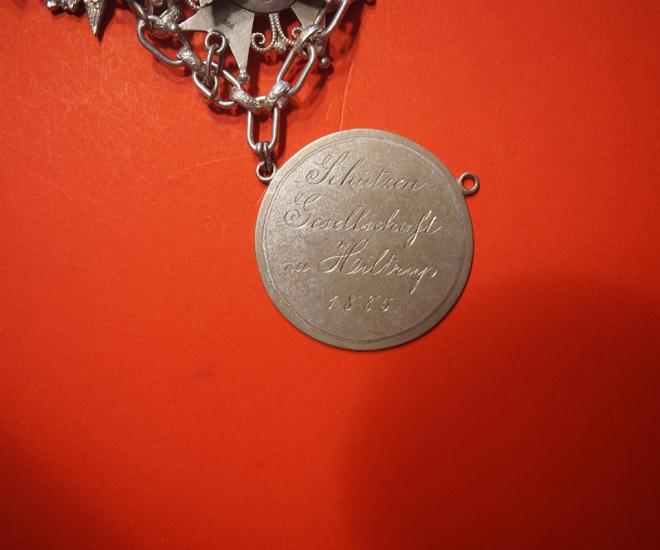 Schützen
Gesellschaft
zu Hiltrup
1885.